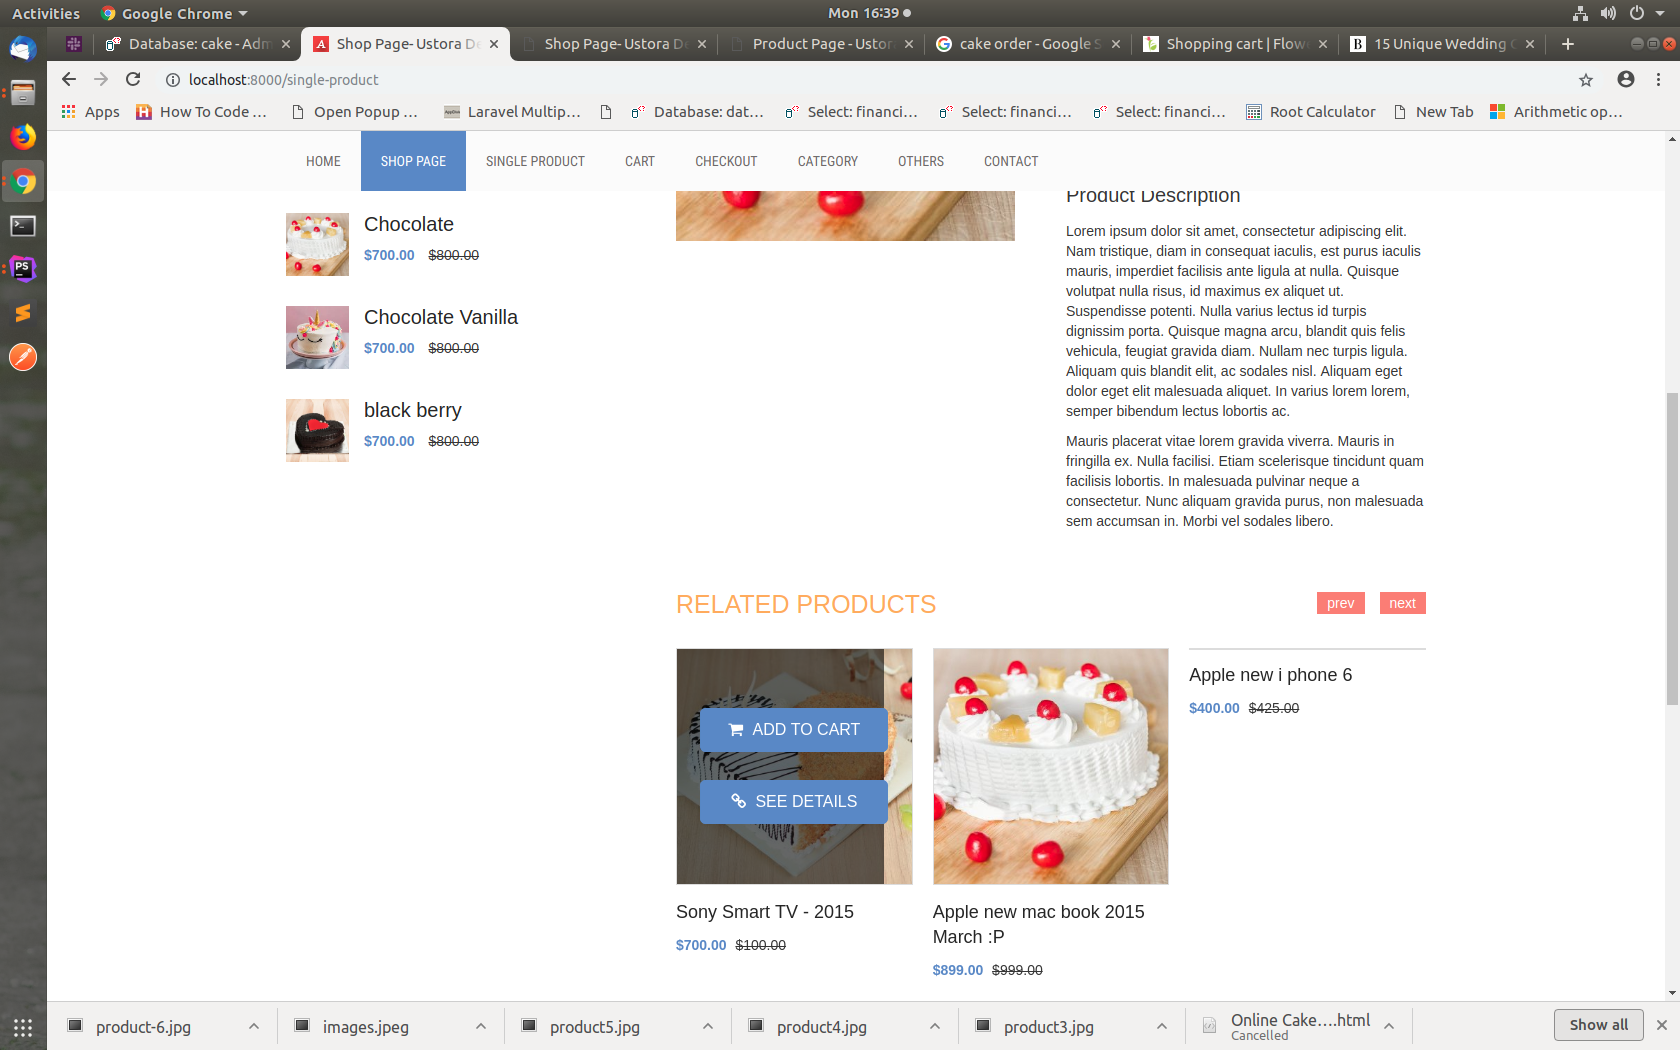 Activities
Google Chrome
Mon 16:39
Database: cake - Adm
Shop Page- Ustora De
Shop Page- Ustora De
Product Page - Ustor
cake order - Google S
Shopping cart | Flow
15 Unique Wedding C
localhost:8000/single-product
Apps
How To Code ...
Open Popup ...
Laravel Multip...
Database: dat...
Select: financi...
Select: financi...
Select: financi...
Root Calculator
New Tab
Arithmetic op...
HOME
SHOP PAGE
SINGLE PRODUCT
CART
CHECKOUT
CATEGORY
OTHERS
CONTACT
Chocolate
$700.00 $800.00
Chocolate Vanilla
$700.00 $800.00
black berry
$700.00 $800.00
Product Description
Lorem ipsum dolor sit amet, consectetur adipiscing elit.
Nam tristique, diam in consequat iaculis, est purus iaculis
mauris, imperdiet facilisis ante ligula at nulla. Quisque
volutpat nulla risus, id maximus ex aliquet ut.
Suspendisse potenti. Nulla varius lectus id turpis
dignissim porta. Quisque magna arcu, blandit quis felis
vehicula, feugiat gravida diam. Nullam nec turpis ligula.
Aliquam quis blandit elit, ac sodales nisl. Aliquam eget
dolor eget elit malesuada aliquet. In varius lorem lorem,
semper bibendum lectus lobortis ac.
Mauris placerat vitae lorem gravida viverra. Mauris in
fringilla ex. Nulla facilisi. Etiam scelerisque tincidunt quam
facilisis lobortis. In malesuada pulvinar neque a
consectetur. Nunc aliquam gravida purus, non malesuada
sem accumsan in. Morbi vel sodales libero.
RELATED PRODUCTS
prev
next
ADD TO CART
SEE DETAILS
Sony Smart TV - 2015
$700.00 $100.00
Apple new mac book 2015
March :P
$899.00 $999.00
Apple new i phone 6
$400.00 $425.00
product-6.jpg
images.jpeg
product5.jpg
product4.jpg
product3.jpg
Online Cake....html
Cancelled
Show all